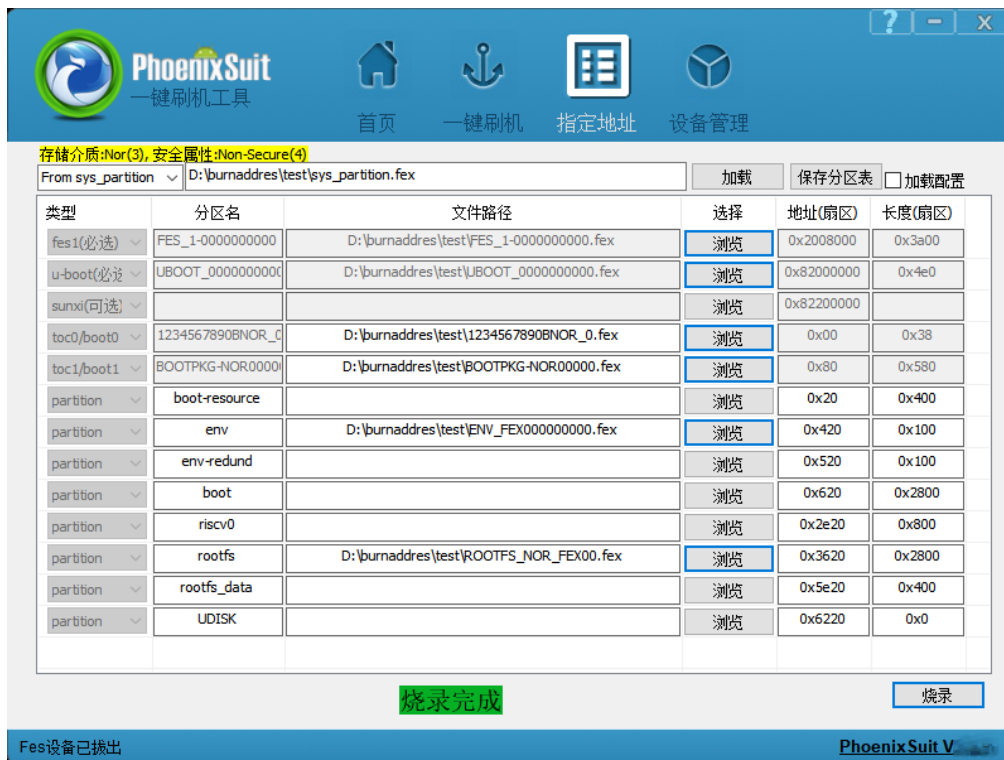 ? - X
PhoenixSuit
一键刷机工具
首页 一键刷机 指定地址 设备管理
存储介质:Nor(3), 安全属性:Non-Secure(4)
From sys_partition D:\burnaddres\test\sys_partition.fex 加载 保存分区表 加载配置
类型 分区名 文件路径 选择 地址(扇区) 长度(扇区)
fes1(必选) FES_1-0000000000 D:\burnaddres\test\FES_1-0000000000.fex 浏览 0x2008000 0x3a00
u-boot(必选 UBOOT_0000000000 D:\burnaddres\test\UBOOT_0000000000.fex 浏览 0x82000000 0x4e0
sunxi(可选) 浏览 0x82200000
toc0/boot0 1234567890BNOR_0 D:\burnaddres\test\1234567890BNOR_0.fex 浏览 0x00 0x38
toc1/boot1 BOOTPKG-NOR00000 D:\burnaddres\test\BOOTPKG-NOR00000.fex 浏览 0x80 0x580
partition boot-resource 浏览 0x20 0x400
partition env D:\burnaddres\test\ENV_FEX000000000.fex 浏览 0x420 0x100
partition env-redund 浏览 0x520 0x100
partition boot 浏览 0x620 0x2800
partition riscv0 浏览 0x2e20 0x800
partition rootfs D:\burnaddres\test\ROOTFS_NOR_FEX00.fex 浏览 0x3620 0x2800
partition rootfs_data 浏览 0x5e20 0x400
partition UDISK 浏览 0x6220 0x0
烧录完成 烧录
Fes设备已拔出 PhoenixSuit V